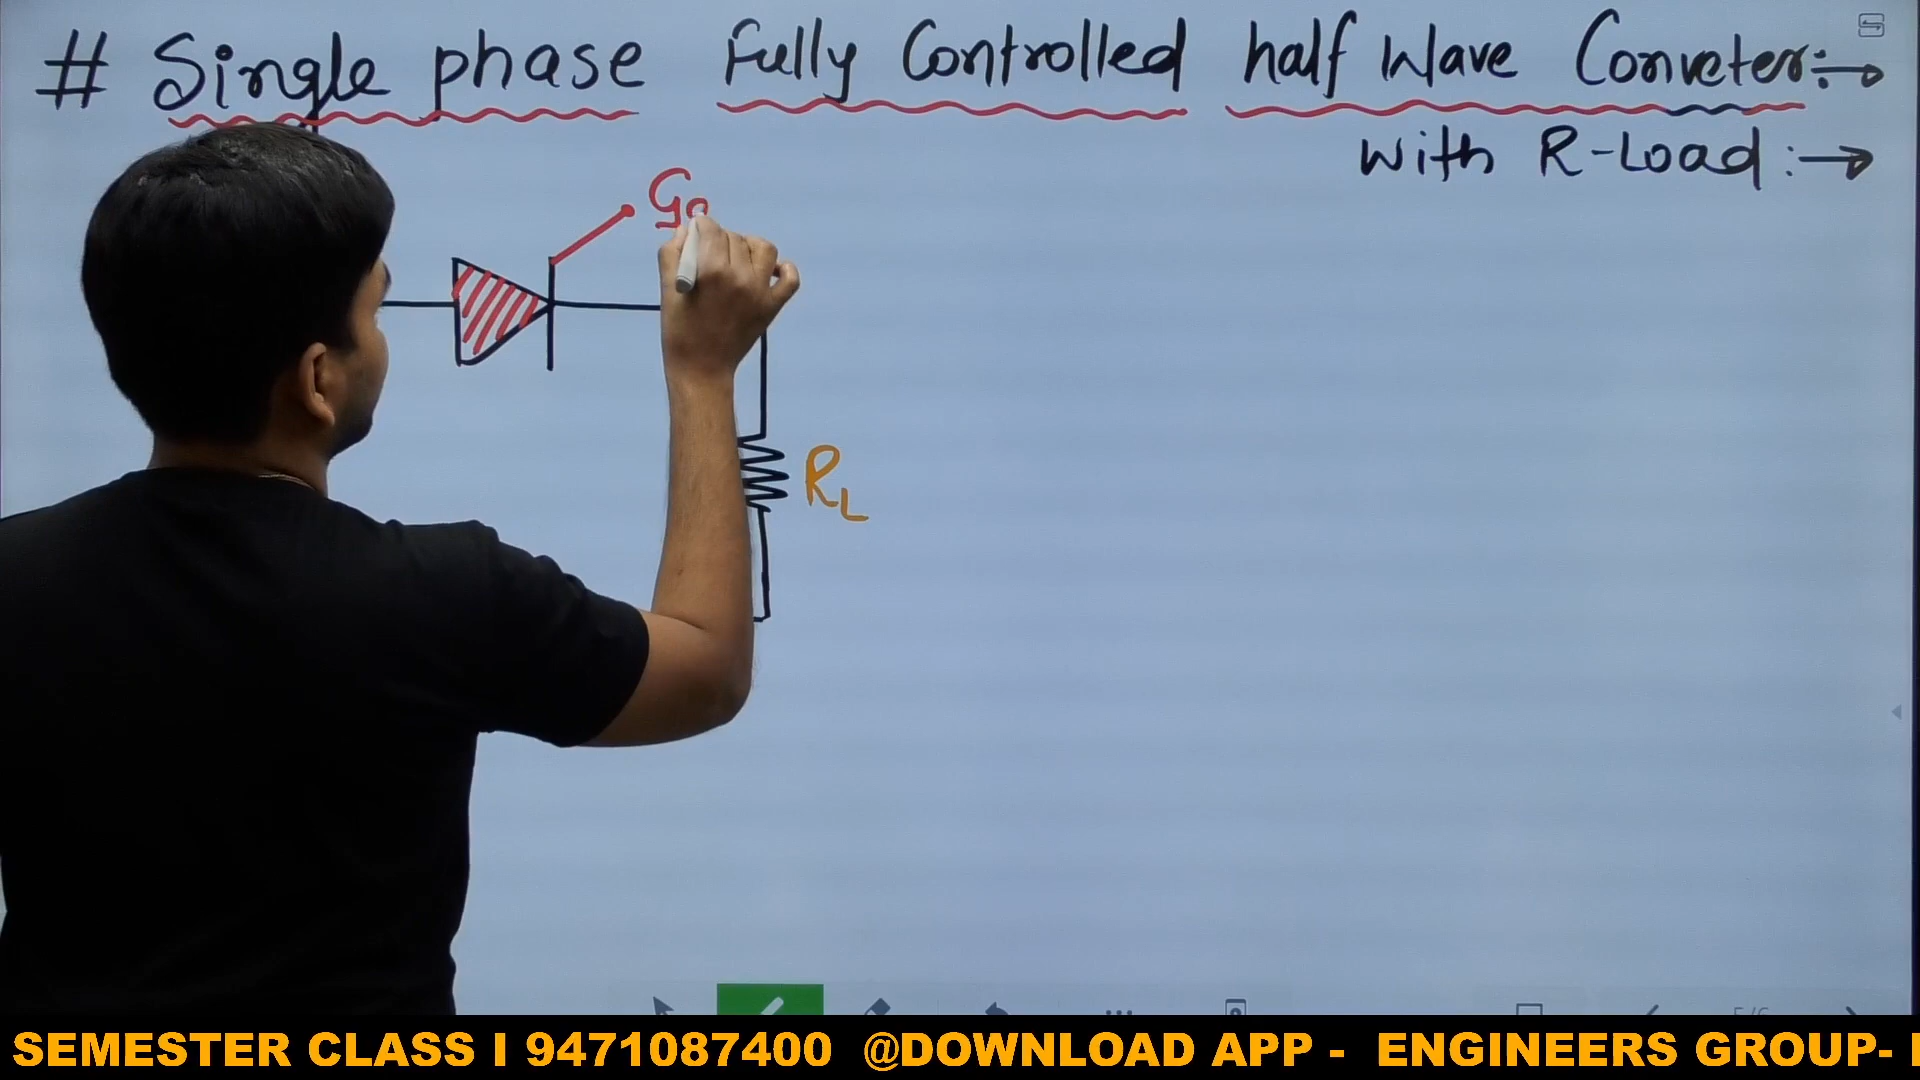 # Single phase Fully Controlled half Wave Conveter:→
With R-Load:→
G
RL
SEMESTER CLASS I 9471087400 @DOWNLOAD APP - ENGINEERS GROUP-